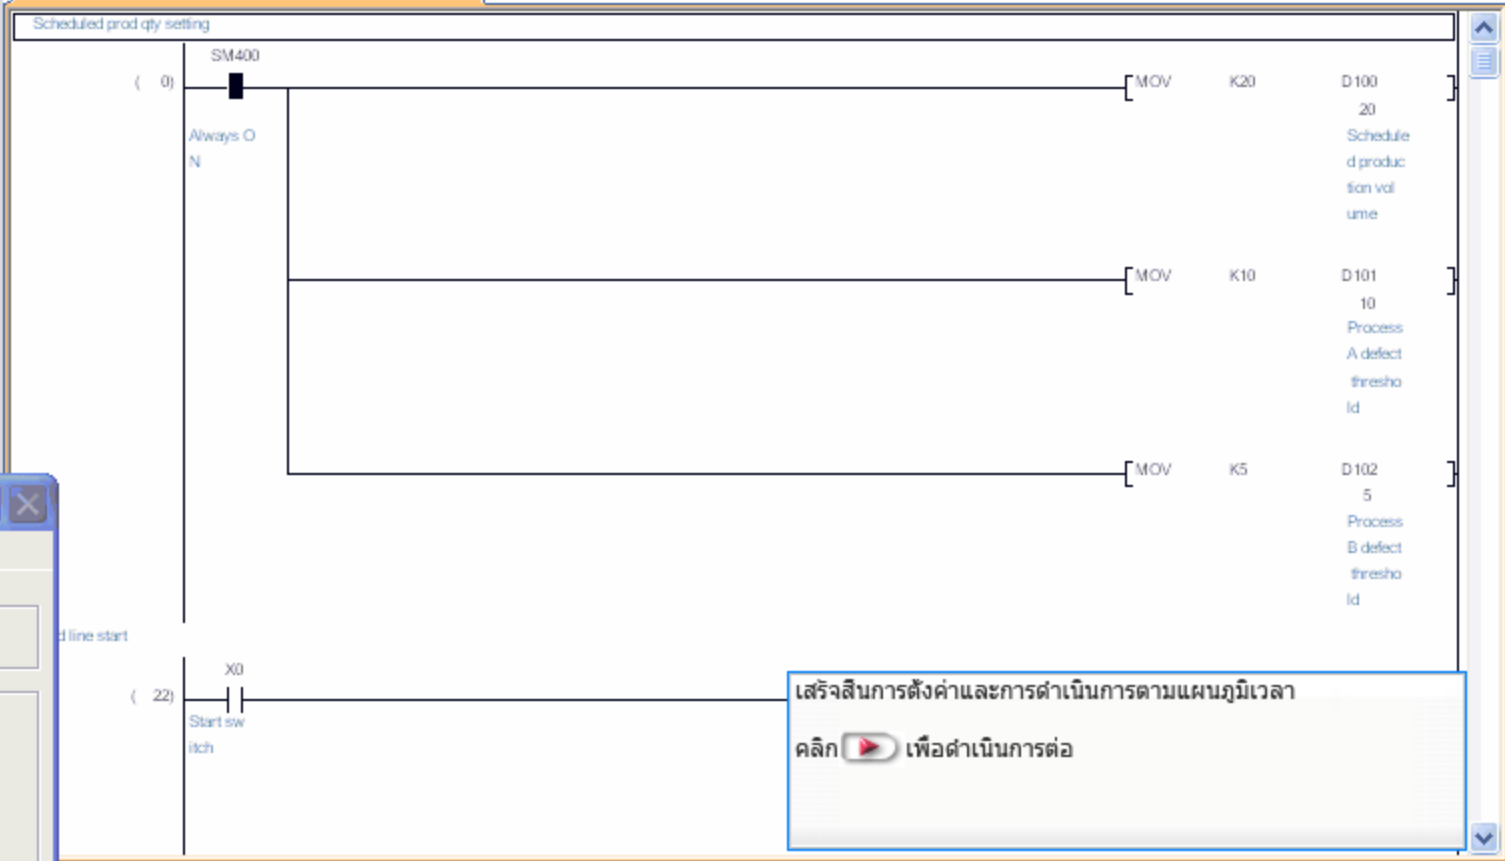 Scheduled prod qty setting
SM400
( 0)
MOV K20 D100
20
Always O
N
Schedule
d produc
tion vol
ume
MOV K10 D101
10
Process
A defect
thresho
ld
MOV K5 D102
5
Process
B defect
thresho
ld
d line start
X0
( 22)
Start sw
itch
เสร็จสิ้นการตั้งค่าและการดำเนินการตามแผนภูมิเวลา
คลิก เพื่อดำเนินการต่อ